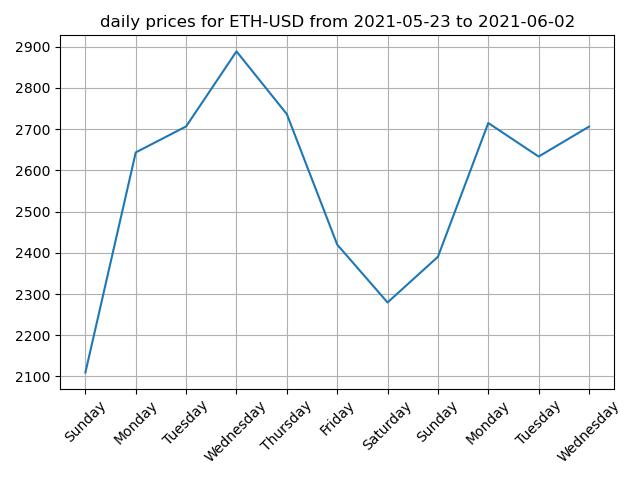 daily prices for ETH-USD from 2021-05-23 to 2021-06-02
2900
2800
2700
2600
2500
2400
2300
2200
2100
Sunday
Monday
Tuesday
Wednesday
Thursday
Friday
Saturday
Sunday
Monday
Tuesday
Wednesday